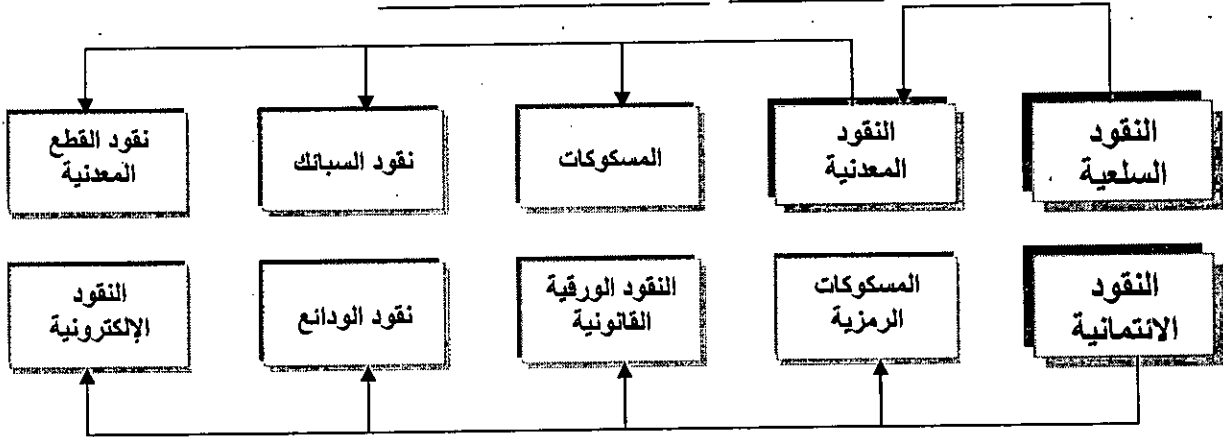 النقود
السلعية
النقود
المعدنية
المسكوكات
نقود السبائك
نقود القطع
المعدنية
النقود
الائتمانية
المسكوكات
الرمزية
النقود الورقية
القانونية
نقود الودائع
النقود
الإلكترونية